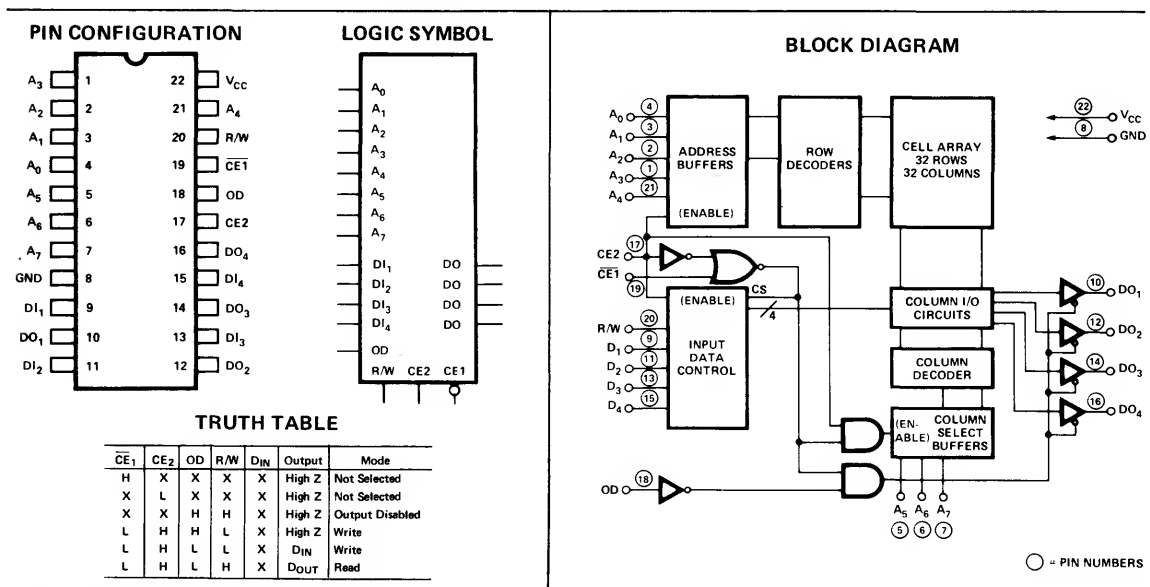 PIN CONFIGURATION
A3 1 22 VCC
A2 2 21 A4
A1 3 20 R/W
A0 4 19 CE1
A5 5 18 OD
A6 6 17 CE2
A7 7 16 DO4
GND 8 15 DI4
DI1 9 14 DO3
DO1 10 13 DI3
DI2 11 12 DO2
LOGIC SYMBOL
A0
A1
A2
A3
A4
A5
A6
A7
DI1 DO
DI2 DO
DI3 DO
DI4 DO
OD
R/W CE2 CE1
TRUTH TABLE
CE1 CE2 OD R/W DIN Output Mode
H X X X X High Z Not Selected
X L X X X High Z Not Selected
X X H H X High Z Output Disabled
L H H L X High Z Write
L H L L X DIN Write
L H L H X DOUT Read
BLOCK DIAGRAM
A0 4
A1 3
A2 2
A3 1
A4 21
ADDRESS
BUFFERS
(ENABLE)
ROW
DECODERS
CELL ARRAY
32 ROWS
32 COLUMNS
22 VCC
8 GND
CE2 17
CE1 19
CS
4
(ENABLE)
INPUT
DATA
CONTROL
R/W 20
D1 9
D2 11
D3 13
D4 15
COLUMN I/O
CIRCUITS
COLUMN
DECODER
(EN-
ABLE)
COLUMN
SELECT
BUFFERS
10 DO1
12 DO2
14 DO3
16 DO4
OD 18
A5 A6 A7
5 6 7
= PIN NUMBERS